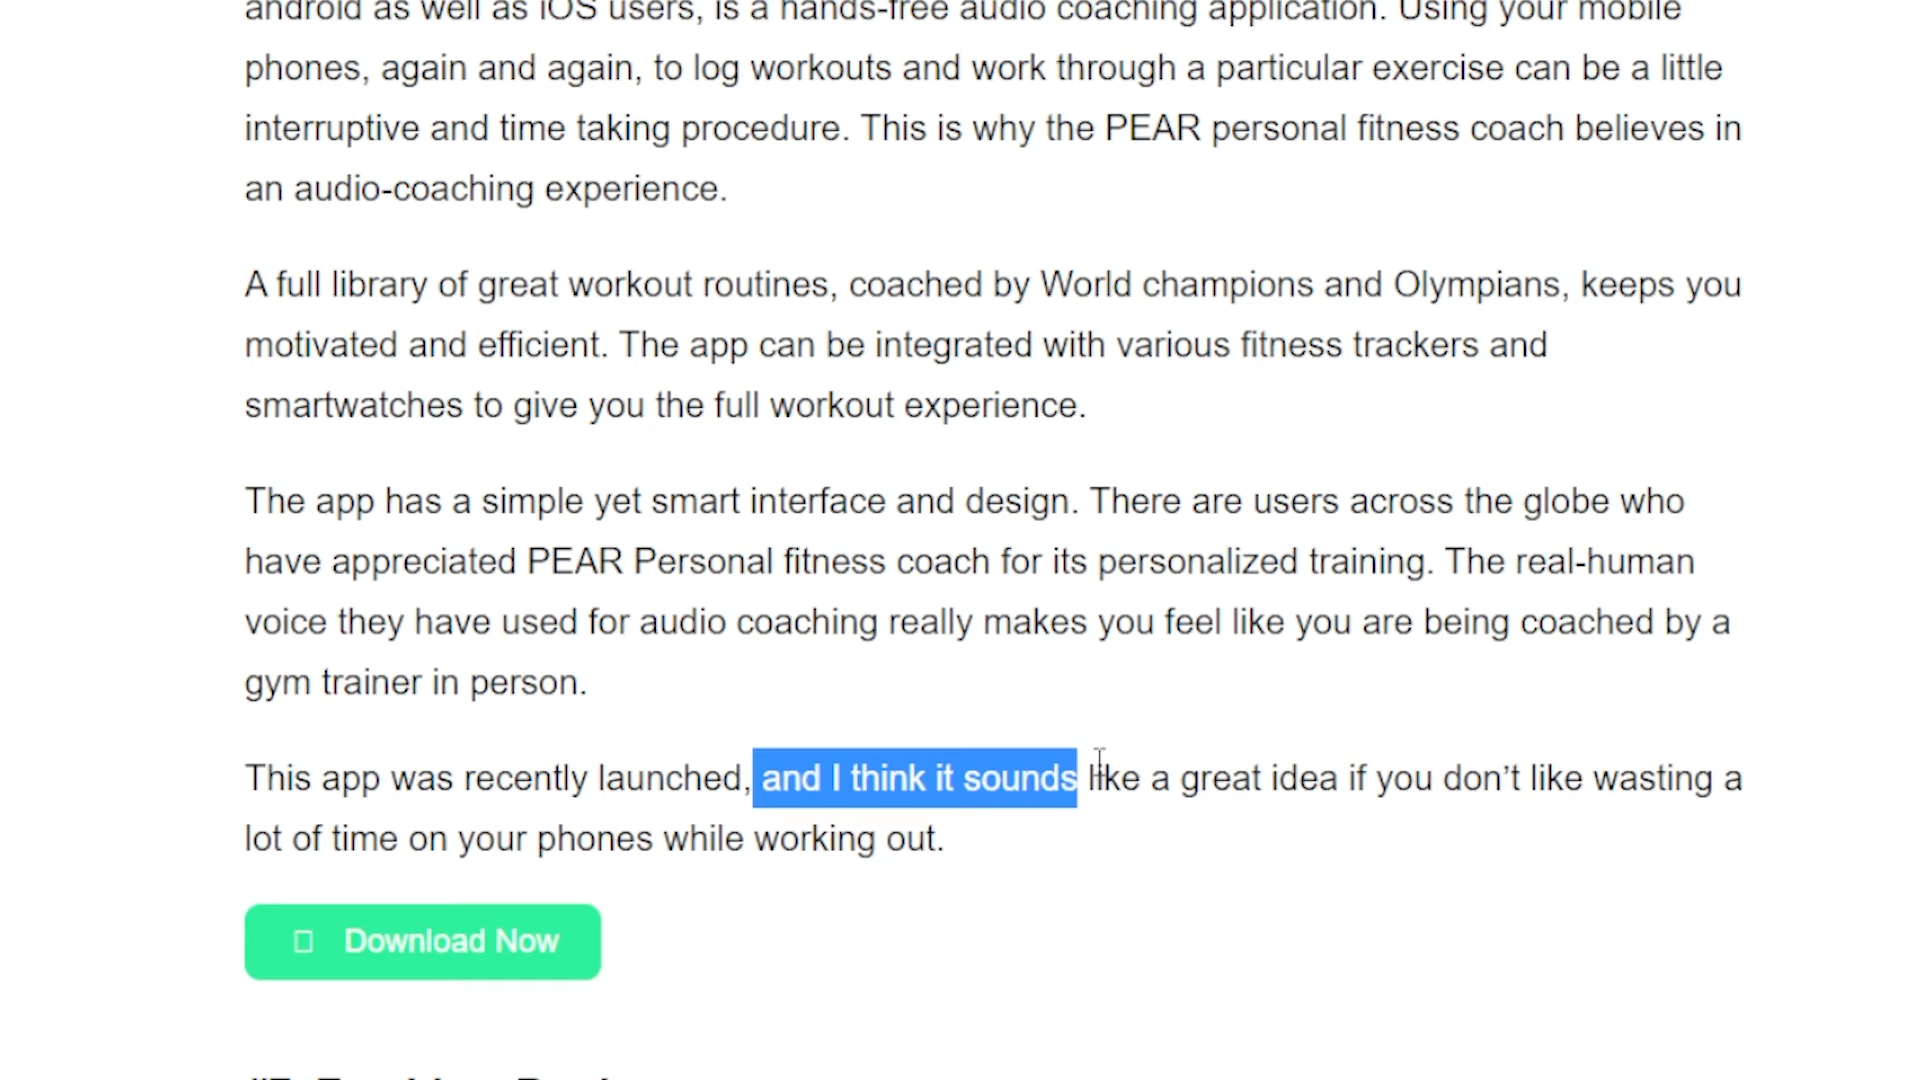 android as well as iOS users, is a hands-free audio coaching application. Using your mobile
phones, again and again, to log workouts and work through a particular exercise can be a little
interruptive and time taking procedure. This is why the PEAR personal fitness coach believes in
an audio-coaching experience.
A full library of great workout routines, coached by World champions and Olympians, keeps you
motivated and efficient. The app can be integrated with various fitness trackers and
smartwatches to give you the full workout experience.
The app has a simple yet smart interface and design. There are users across the globe who
have appreciated PEAR Personal fitness coach for its personalized training. The real-human
voice they have used for audio coaching really makes you feel like you are being coached by a
gym trainer in person.
This app was recently launched, and I think it sounds like a great idea if you don’t like wasting a
lot of time on your phones while working out.
Download Now